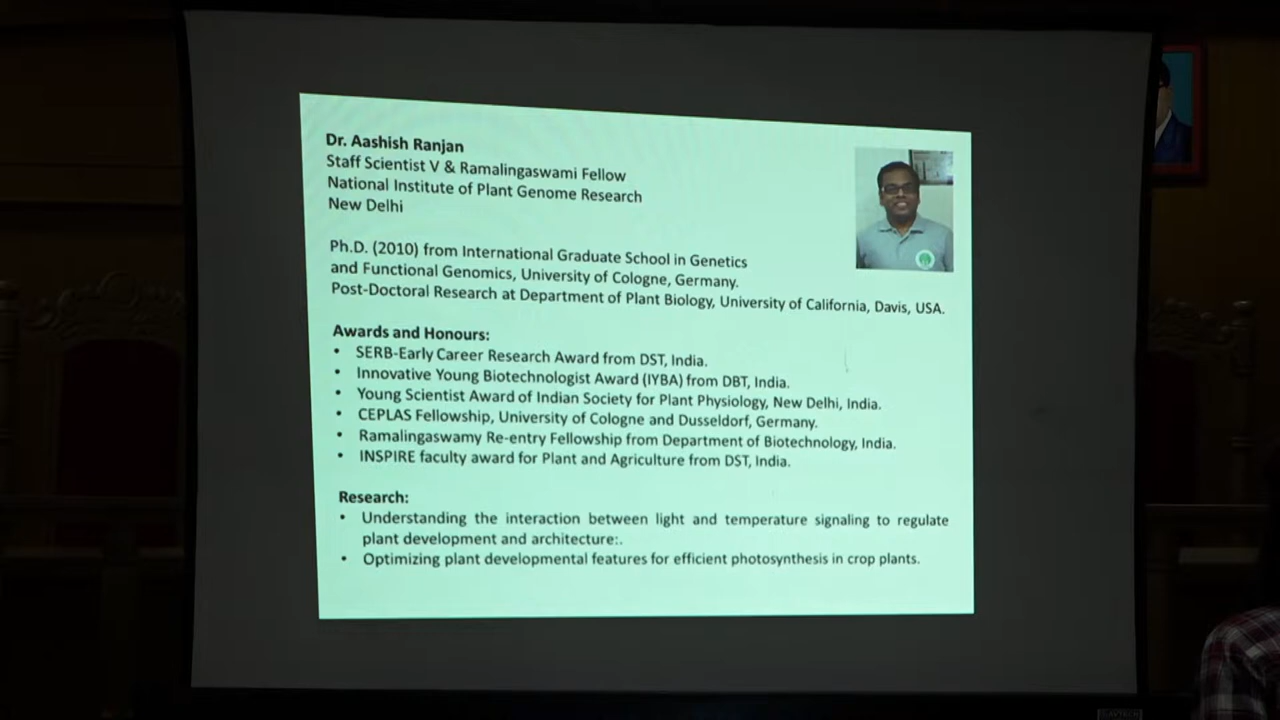 Dr. Aashish Ranjan
Staff Scientist V & Ramalingaswami Fellow
National Institute of Plant Genome Research
New Delhi
Ph.D. (2010) from International Graduate School in Genetics
and Functional Genomics, University of Cologne, Germany.
Post-Doctoral Research at Department of Plant Biology, University of California, Davis, USA.
Awards and Honours:
• SERB-Early Career Research Award from DST, India.
• Innovative Young Biotechnologist Award (IYBA) from DBT, India.
• Young Scientist Award of Indian Society for Plant Physiology, New Delhi, India.
• CEPLAS Fellowship, University of Cologne and Dusseldorf, Germany.
• Ramalingaswamy Re-entry Fellowship from Department of Biotechnology, India.
• INSPIRE faculty award for Plant and Agriculture from DST, India.
Research:
• Understanding the interaction between light and temperature signaling to regulate
plant development and architecture:.
• Optimizing plant developmental features for efficient photosynthesis in crop plants.